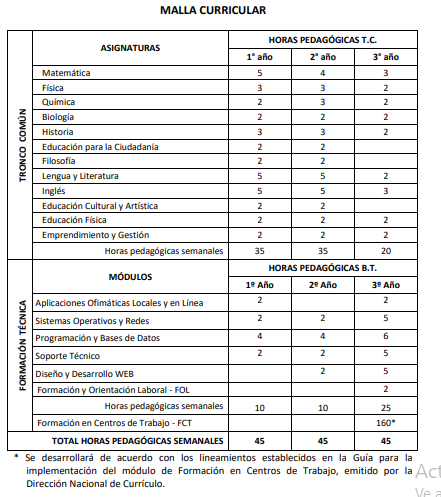 MALLA CURRICULAR
ASIGNATURAS HORAS PEDAGÓGICAS T.C.
1° año 2° año 3° año
TRONCO COMÚN
Matemática 5 4 3
Física 3 3 2
Química 2 3 2
Biología 2 2 2
Historia 3 3 2
Educación para la Ciudadanía 2 2
Filosofía 2 2
Lengua y Literatura 5 5 2
Inglés 5 5 3
Educación Cultural y Artística 2 2
Educación Física 2 2 2
Emprendimiento y Gestión 2 2 2
Horas pedagógicas semanales 35 35 20
FORMACIÓN TÉCNICA
MÓDULOS HORAS PEDAGÓGICAS B.T.
1º Año 2º Año 3º Año
Aplicaciones Ofimáticas Locales y en Línea 2 2
Sistemas Operativos y Redes 2 2 5
Programación y Bases de Datos 4 4 6
Soporte Técnico 2 2 5
Diseño y Desarrollo WEB 2 5
Formación y Orientación Laboral - FOL 2
Horas pedagógicas semanales 10 10 25
Formación en Centros de Trabajo - FCT 160*
TOTAL HORAS PEDAGÓGICAS SEMANALES 45 45 45
* Se desarrollará de acuerdo con los lineamientos establecidos en la Guía para la
implementación del módulo de Formación en Centros de Trabajo, emitido por la
Dirección Nacional de Currículo.
Act
Ve a